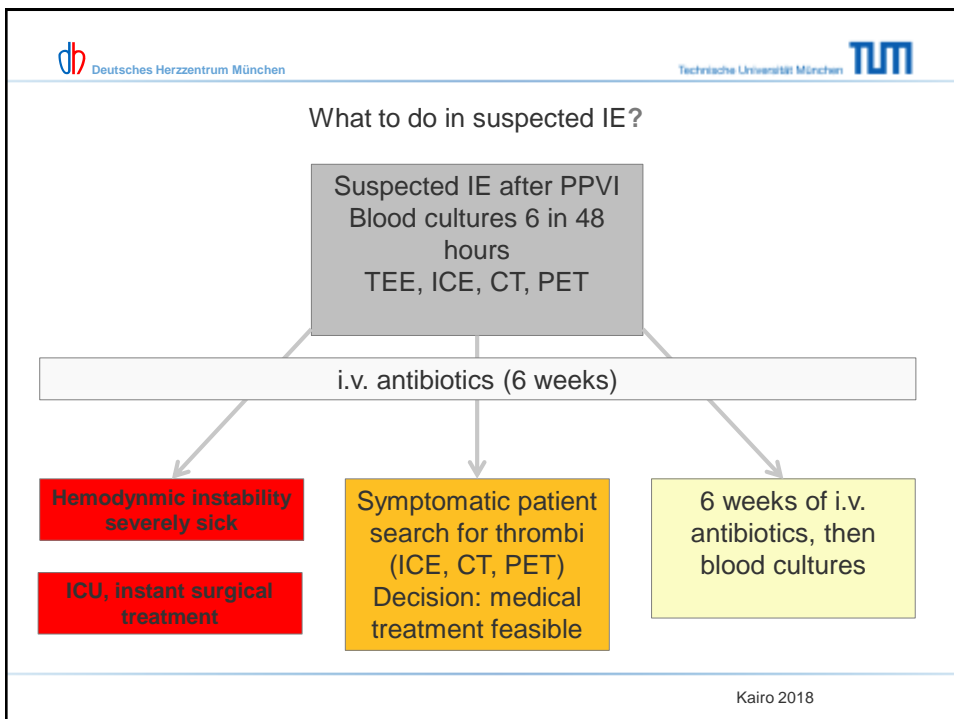 dh Deutsches Herzzentrum München
Technische Universität München TUM
What to do in suspected IE?
Suspected IE after PPVI
Blood cultures 6 in 48
hours
TEE, ICE, CT, PET
i.v. antibiotics (6 weeks)
Hemodynmic instability
severely sick
ICU, instant surgical
treatment
Symptomatic patient
search for thrombi
(ICE, CT, PET)
Decision: medical
treatment feasible
6 weeks of i.v.
antibiotics, then
blood cultures
Kairo 2018